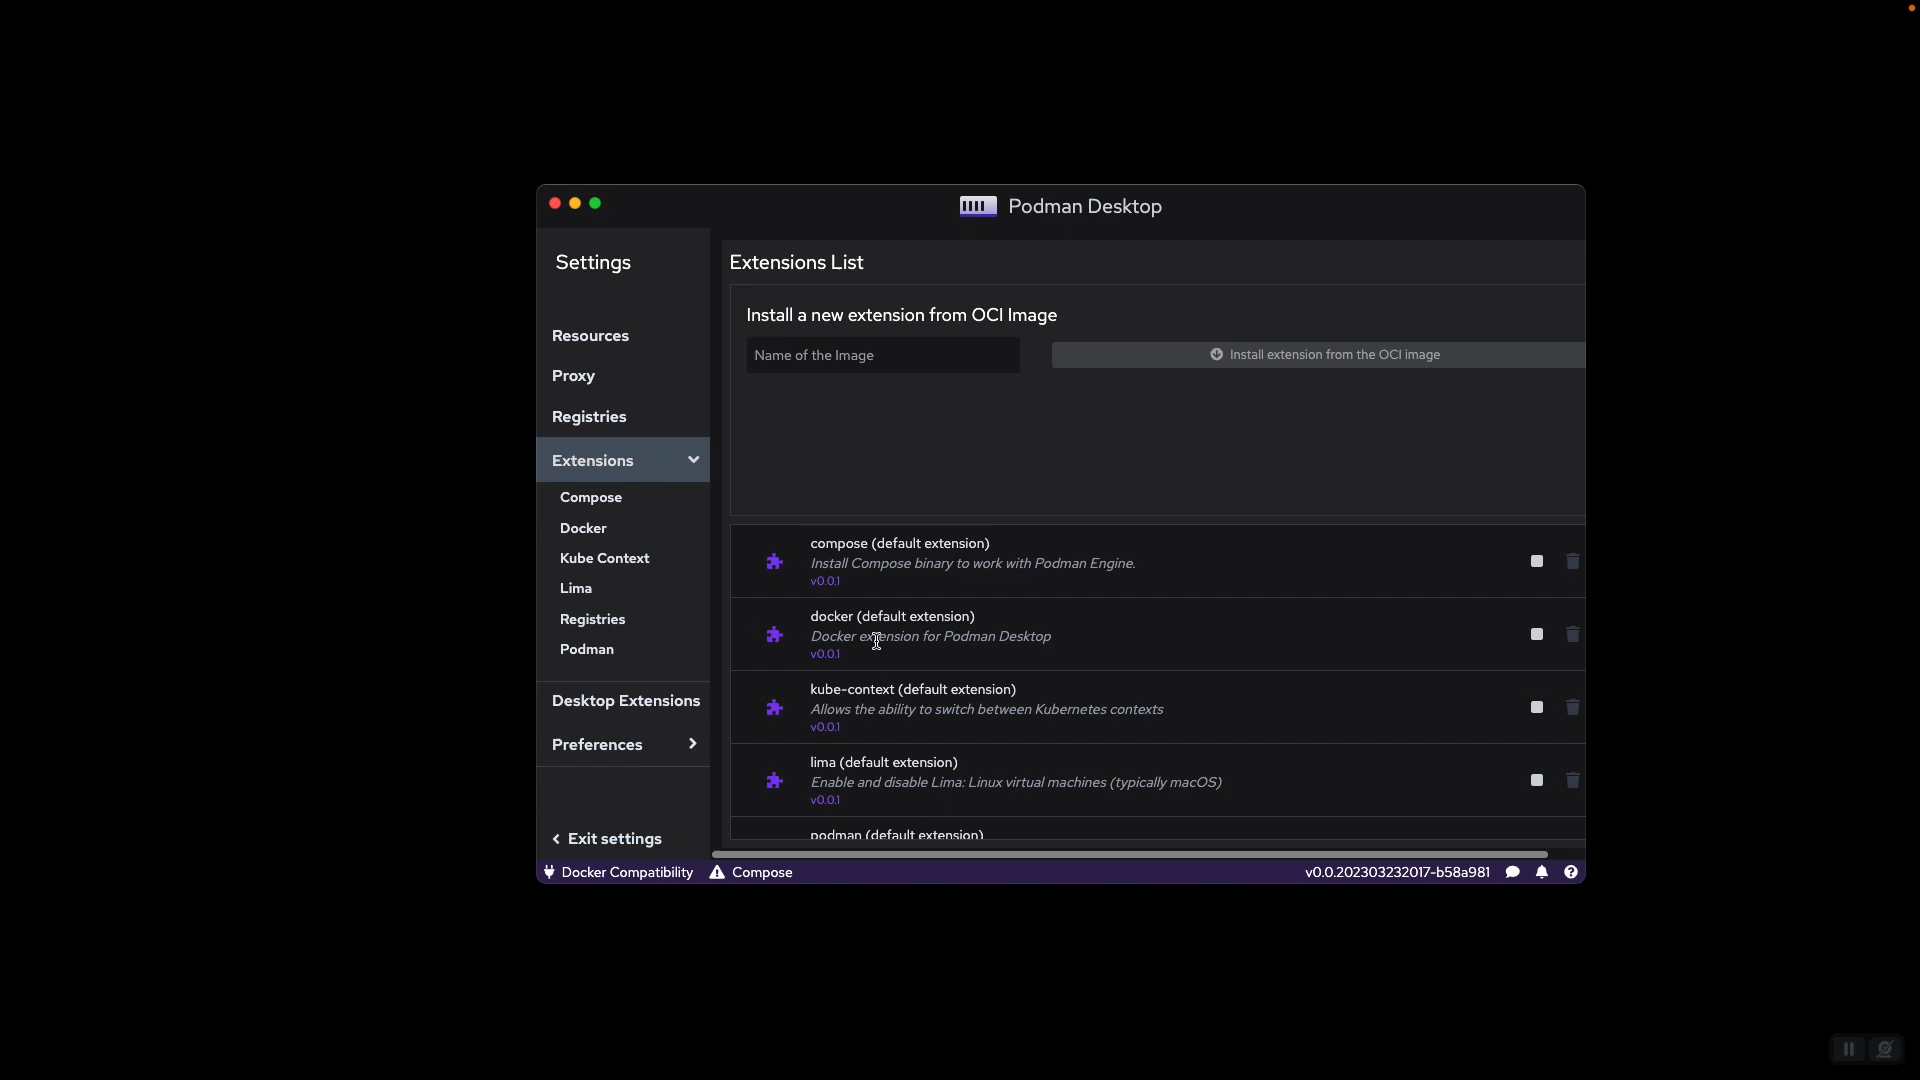 Podman Desktop
Settings
Resources
Proxy
Registries
Extensions
Compose
Docker
Kube Context
Lima
Registries
Podman
Desktop Extensions
Preferences
Exit settings
Extensions List
Install a new extension from OCI Image
Name of the Image
Install extension from the OCI image
compose (default extension)
Install Compose binary to work with Podman Engine.
v0.0.1
docker (default extension)
Docker extension for Podman Desktop
v0.0.1
kube-context (default extension)
Allows the ability to switch between Kubernetes contexts
v0.0.1
lima (default extension)
Enable and disable Lima: Linux virtual machines (typically macOS)
v0.0.1
podman (default extension)
Docker Compatibility
Compose
v0.0.202303232017-b58a981